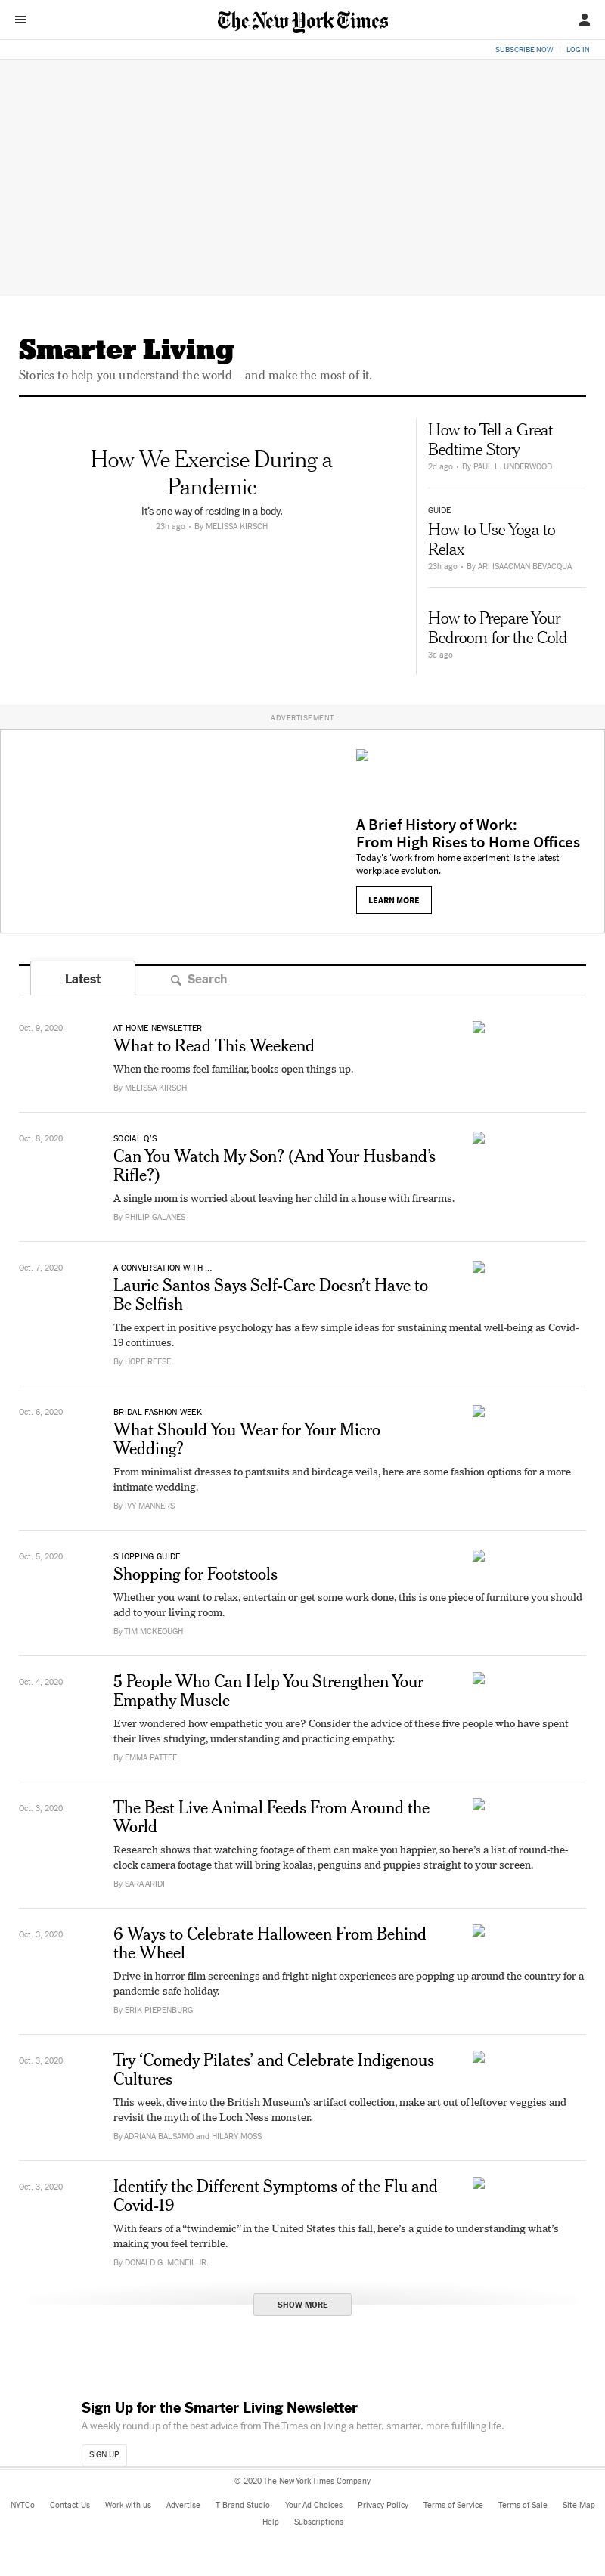 The New York Times
SUBSCRIBE NOW | LOG IN
Smarter Living
Stories to help you understand the world – and make the most of it.
How We Exercise During a
Pandemic
It's one way of residing in a body.
23h ago • By MELISSA KIRSCH
How to Tell a Great
Bedtime Story
2d ago • By PAUL L. UNDERWOOD
GUIDE
How to Use Yoga to
Relax
23h ago • By ARI ISAACMAN BEVACQUA
How to Prepare Your
Bedroom for the Cold
3d ago
ADVERTISEMENT
A Brief History of Work:
From High Rises to Home Offices
Today's 'work from home experiment' is the latest
workplace evolution.
LEARN MORE
Latest
Search
Oct. 9, 2020
AT HOME NEWSLETTER
What to Read This Weekend
When the rooms feel familiar, books open things up.
By MELISSA KIRSCH
Oct. 8, 2020
SOCIAL Q'S
Can You Watch My Son? (And Your Husband’s
Rifle?)
A single mom is worried about leaving her child in a house with firearms.
By PHILIP GALANES
Oct. 7, 2020
A CONVERSATION WITH ...
Laurie Santos Says Self-Care Doesn’t Have to
Be Selfish
The expert in positive psychology has a few simple ideas for sustaining mental well-being as Covid-
19 continues.
By HOPE REESE
Oct. 6, 2020
BRIDAL FASHION WEEK
What Should You Wear for Your Micro
Wedding?
From minimalist dresses to pantsuits and birdcage veils, here are some fashion options for a more
intimate wedding.
By IVY MANNERS
Oct. 5, 2020
SHOPPING GUIDE
Shopping for Footstools
Whether you want to relax, entertain or get some work done, this is one piece of furniture you should
add to your living room.
By TIM MCKEOUGH
Oct. 4, 2020
5 People Who Can Help You Strengthen Your
Empathy Muscle
Ever wondered how empathetic you are? Consider the advice of these five people who have spent
their lives studying, understanding and practicing empathy.
By EMMA PATTEE
Oct. 3, 2020
The Best Live Animal Feeds From Around the
World
Research shows that watching footage of them can make you happier, so here’s a list of round-the-
clock camera footage that will bring koalas, penguins and puppies straight to your screen.
By SARA ARIDI
Oct. 3, 2020
6 Ways to Celebrate Halloween From Behind
the Wheel
Drive-in horror film screenings and fright-night experiences are popping up around the country for a
pandemic-safe holiday.
By ERIK PIEPENBURG
Oct. 3, 2020
Try ‘Comedy Pilates’ and Celebrate Indigenous
Cultures
This week, dive into the British Museum’s artifact collection, make art out of leftover veggies and
revisit the myth of the Loch Ness monster.
By ADRIANA BALSAMO and HILARY MOSS
Oct. 3, 2020
Identify the Different Symptoms of the Flu and
Covid-19
With fears of a “twindemic” in the United States this fall, here’s a guide to understanding what’s
making you feel terrible.
By DONALD G. MCNEIL JR.
SHOW MORE
Sign Up for the Smarter Living Newsletter
A weekly roundup of the best advice from The Times on living a better, smarter, more fulfilling life.
SIGN UP
© 2020 The New York Times Company
NYTCo Contact Us Work with us Advertise T Brand Studio Your Ad Choices Privacy Policy Terms of Service Terms of Sale Site Map
Help Subscriptions